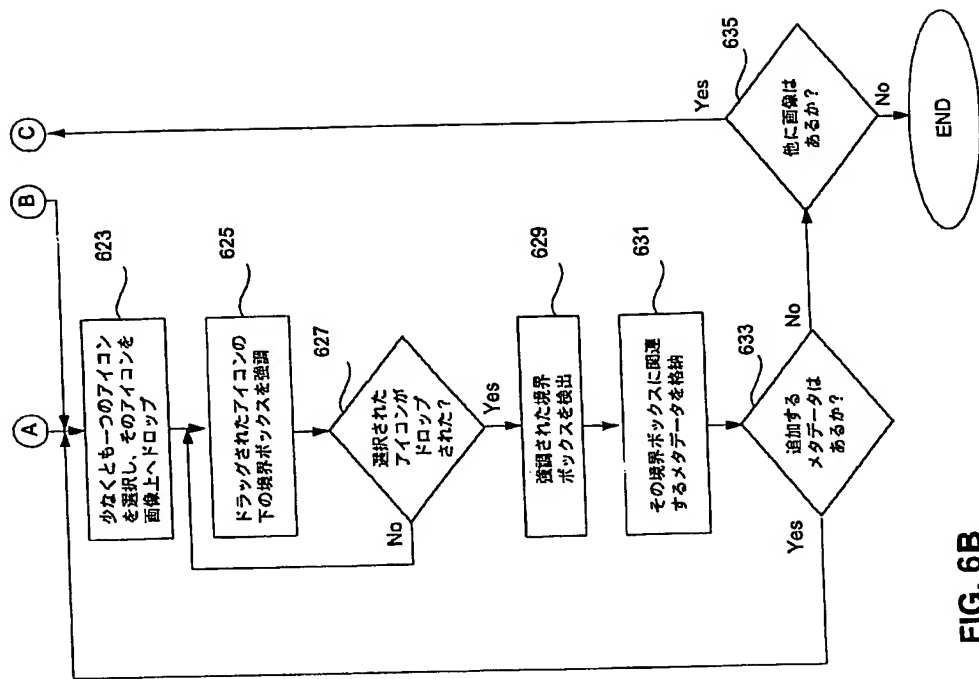 A
B
C
623
少なくとも一つのアイコン
を選択し、そのアイコンを
画像上へドロップ
625
ドラッグされたアイコンの
下の境界ボックスを強調
627
選択された
アイコンが
ドロップ
された?
No
Yes
629
強調された境界
ボックスを検出
631
その境界ボックスに関連
するメタデータを格納
633
追加する
メタデータは
あるか?
Yes
No
635
他に画像は
あるか?
Yes
No
END
FIG. 6B